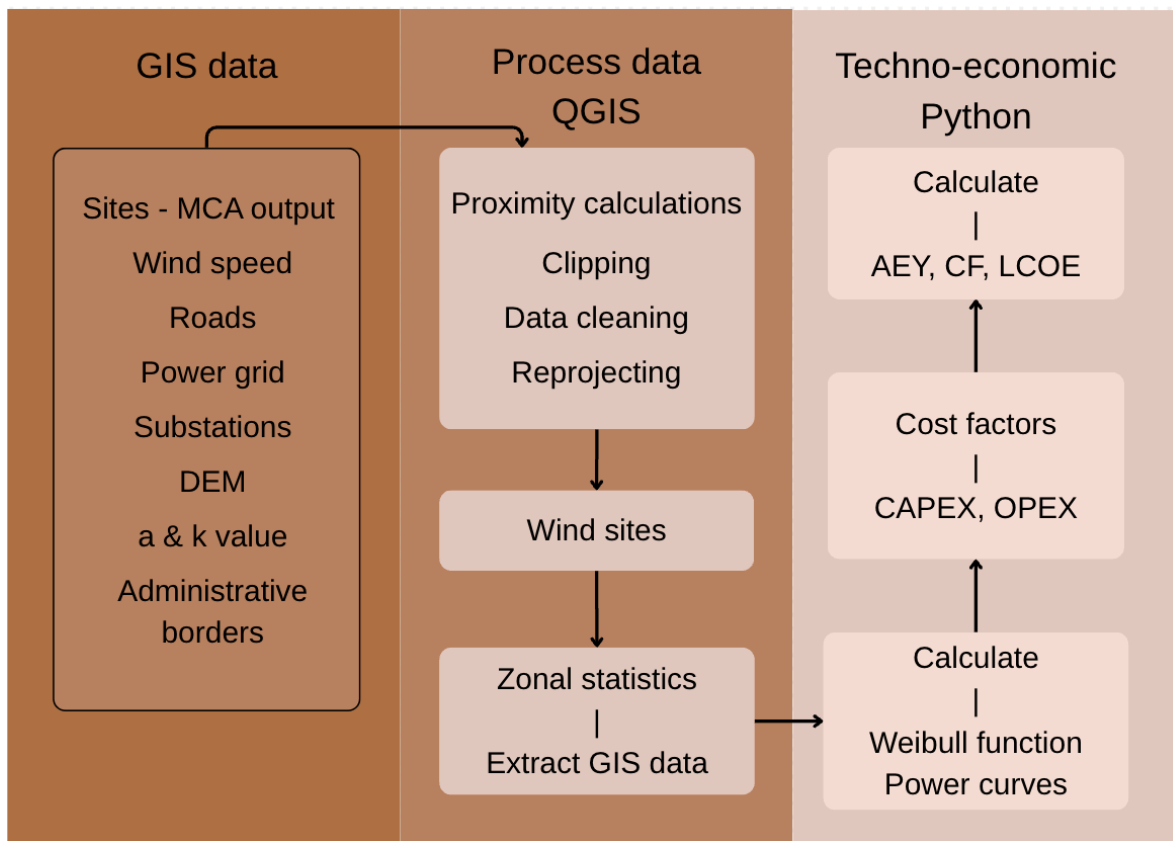 GIS data
Sites - MCA output
Wind speed
Roads
Power grid
Substations
DEM
a & k value
Administrative
borders
Process data
QGIS
Proximity calculations
Clipping
Data cleaning
Reprojecting
Wind sites
Zonal statistics
Extract GIS data
Techno-economic
Python
Calculate
AEY, CF, LCOE
Cost factors
CAPEX, OPEX
Calculate
Weibull function
Power curves